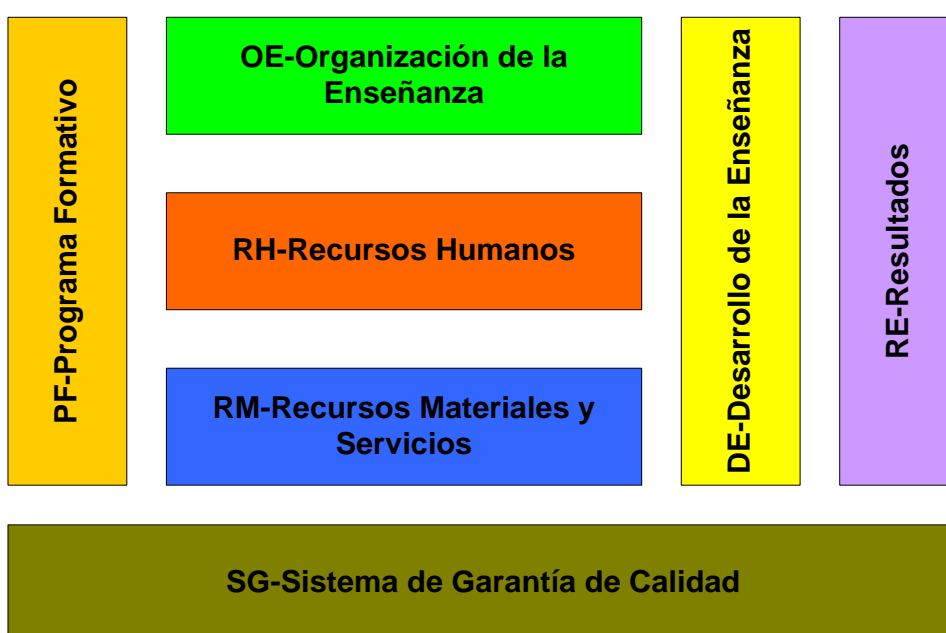 PF-Programa Formativo
OE-Organización de la
Enseñanza
RH-Recursos Humanos
RM-Recursos Materiales y
Servicios
DE-Desarrollo de la Enseñanza
RE-Resultados
SG-Sistema de Garantía de Calidad